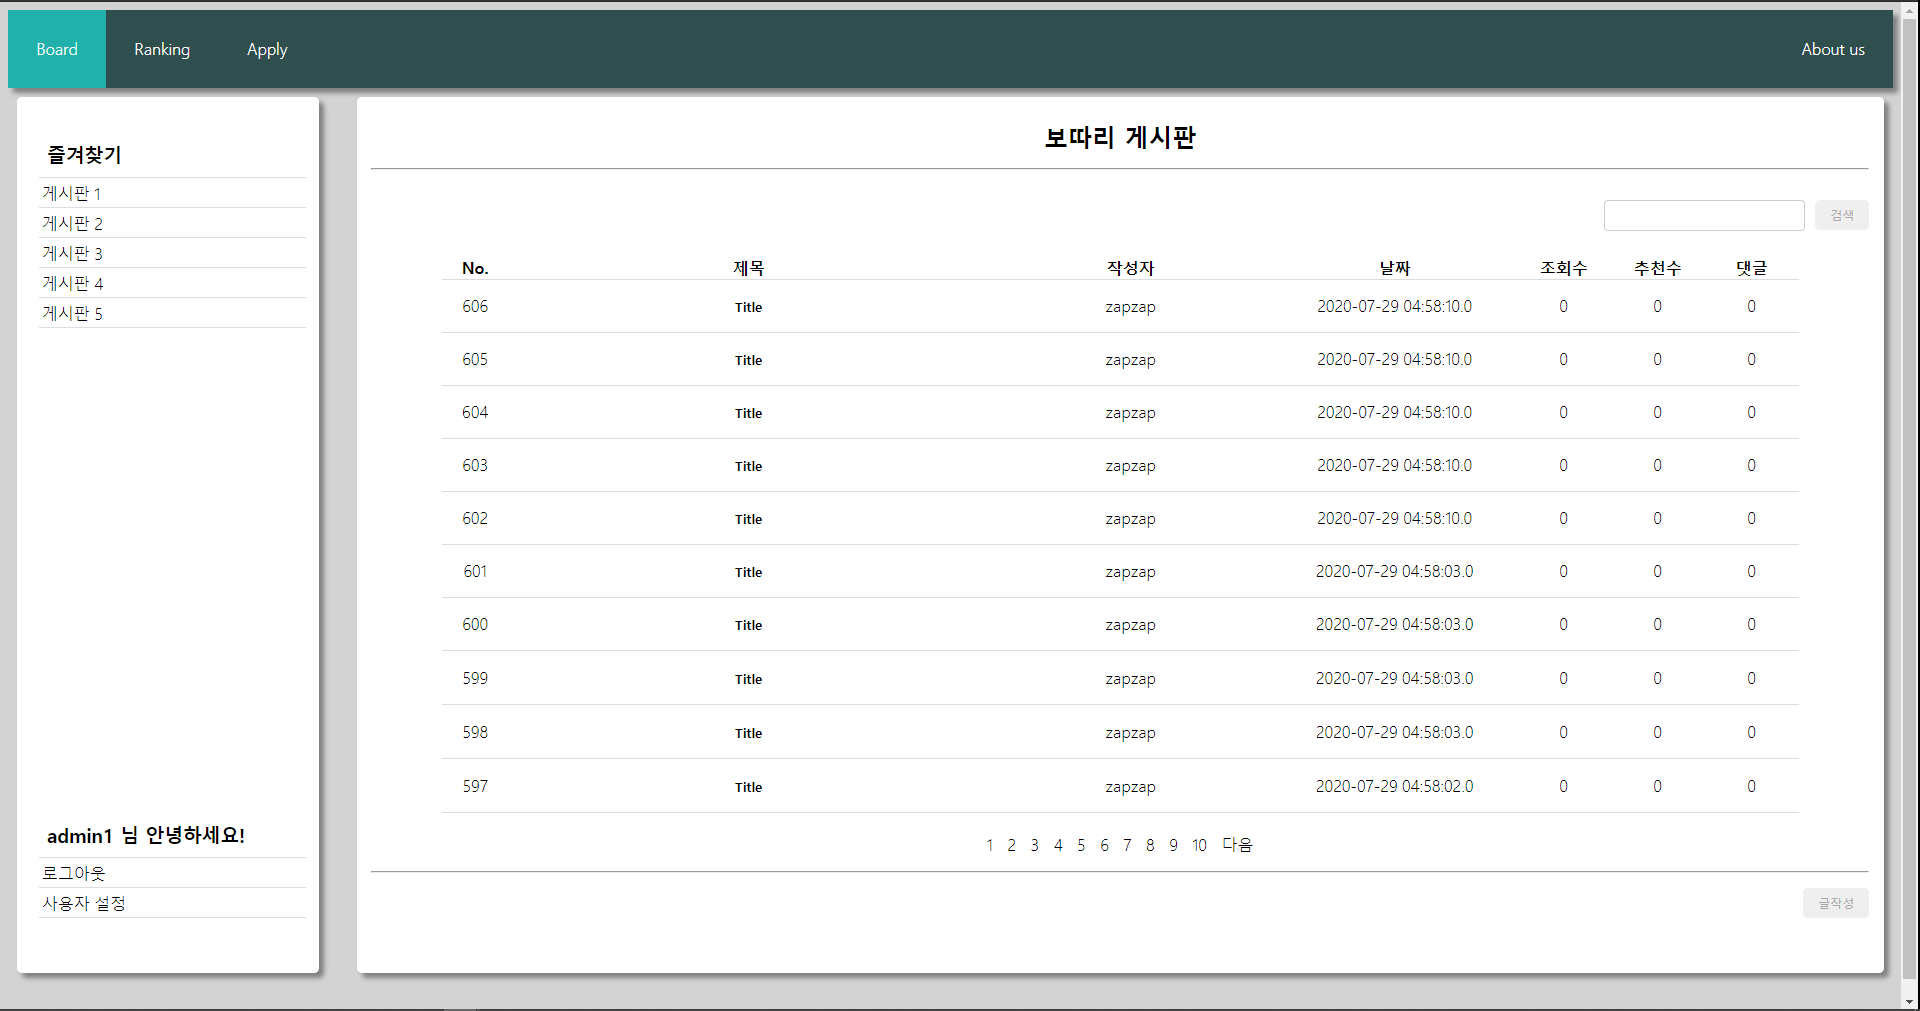 Board Ranking Apply About us
즐겨찾기
게시판 1
게시판 2
게시판 3
게시판 4
게시판 5
admin1 님 안녕하세요!
로그아웃
사용자 설정
보따리 게시판
검색
No. 제목 작성자 날짜 조회수 추천수 댓글
606 Title zapzap 2020-07-29 04:58:10.0 0 0 0
605 Title zapzap 2020-07-29 04:58:10.0 0 0 0
604 Title zapzap 2020-07-29 04:58:10.0 0 0 0
603 Title zapzap 2020-07-29 04:58:10.0 0 0 0
602 Title zapzap 2020-07-29 04:58:10.0 0 0 0
601 Title zapzap 2020-07-29 04:58:03.0 0 0 0
600 Title zapzap 2020-07-29 04:58:03.0 0 0 0
599 Title zapzap 2020-07-29 04:58:03.0 0 0 0
598 Title zapzap 2020-07-29 04:58:03.0 0 0 0
597 Title zapzap 2020-07-29 04:58:02.0 0 0 0
1 2 3 4 5 6 7 8 9 10 다음
글작성